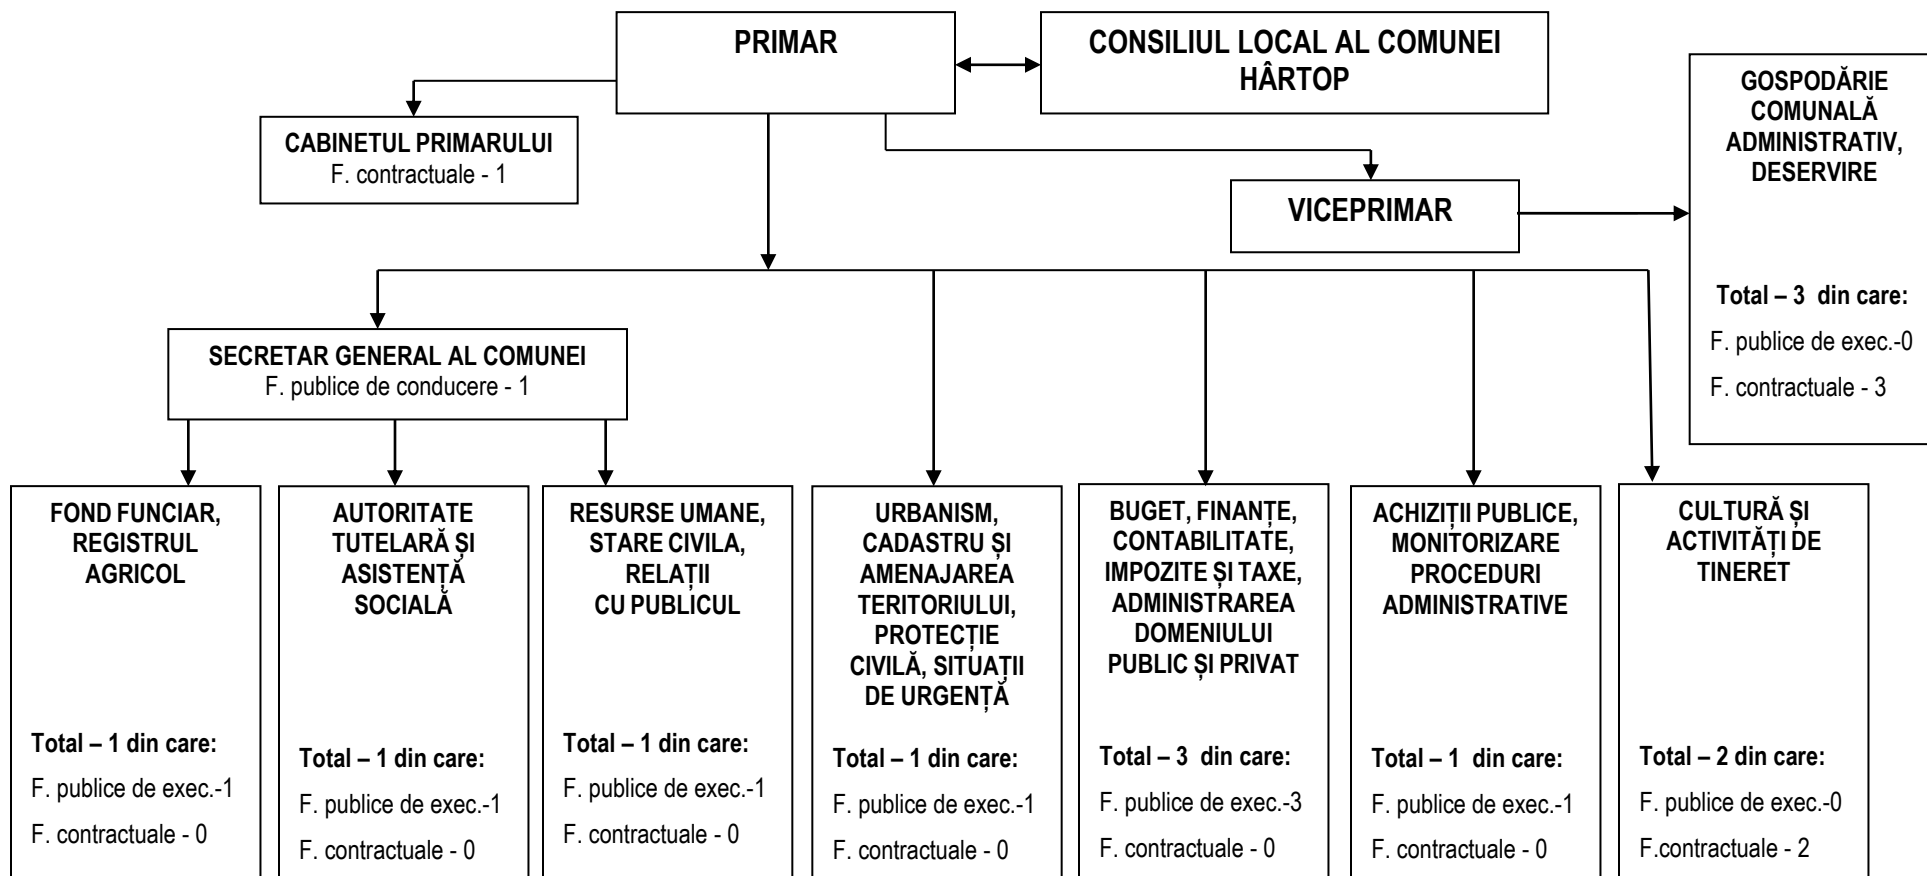 PRIMAR
CONSILIUL LOCAL AL COMUNEI
HÂRTOP
GOSPODĂRIE
COMUNALĂ
ADMINISTRATIV,
DESERVIRE
Total – 3 din care:
F. publice de exec.-0
F. contractuale - 3
CABINETUL PRIMARULUI
F. contractuale - 1
VICEPRIMAR
SECRETAR GENERAL AL COMUNEI
F. publice de conducere - 1
FOND FUNCIAR,
REGISTRUL
AGRICOL
Total – 1 din care:
F. publice de exec.-1
F. contractuale - 0
AUTORITATE
TUTELARĂ ȘI
ASISTENȚĂ
SOCIALĂ
Total – 1 din care:
F. publice de exec.-1
F. contractuale - 0
RESURSE UMANE,
STARE CIVILA,
RELAȚII
CU PUBLICUL
Total – 1 din care:
F. publice de exec.-1
F. contractuale - 0
URBANISM,
CADASTRU ȘI
AMENAJAREA
TERITORIULUI,
PROTECȚIE
CIVILĂ, SITUAȚII
DE URGENȚĂ
Total – 1 din care:
F. publice de exec.-1
F. contractuale - 0
BUGET, FINANȚE,
CONTABILITATE,
IMPOZITE ȘI TAXE,
ADMINISTRAREA
DOMENIULUI
PUBLIC ȘI PRIVAT
Total – 3 din care:
F. publice de exec.-3
F. contractuale - 0
ACHIZIȚII PUBLICE,
MONITORIZARE
PROCEDURI
ADMINISTRATIVE
Total – 1 din care:
F. publice de exec.-1
F. contractuale - 0
CULTURĂ ȘI
ACTIVITĂȚI DE
TINERET
Total – 2 din care:
F. publice de exec.-0
F.contractuale - 2